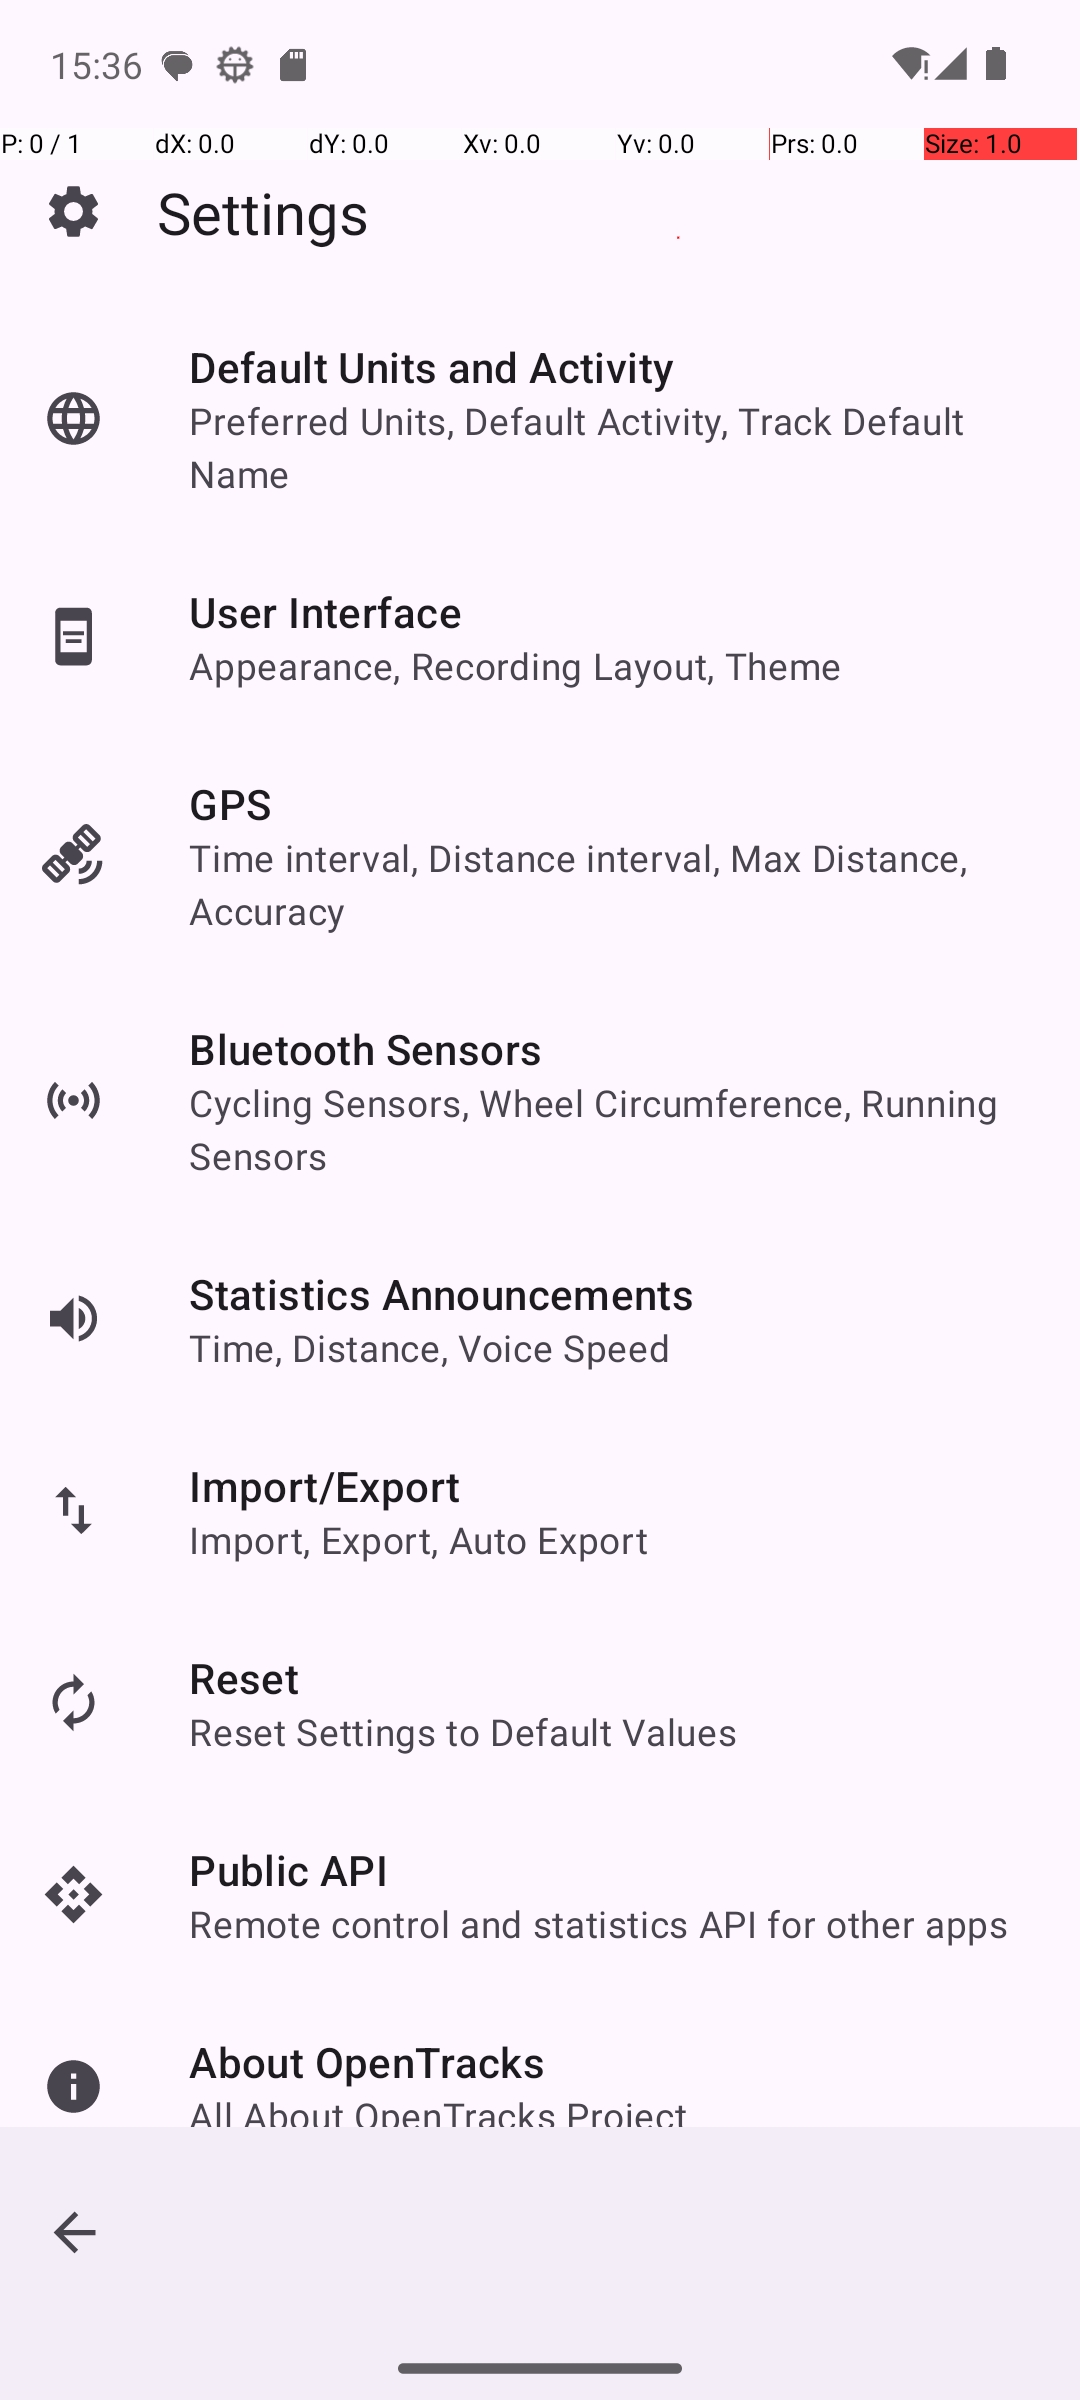 15:36
P: 0 / 1 dX: 0.0 dY: 0.0 Xv: 0.0 Yv: 0.0 Prs: 0.0 Size: 1.0
Settings
Default Units and Activity
Preferred Units, Default Activity, Track Default
Name
User Interface
Appearance, Recording Layout, Theme
GPS
Time interval, Distance interval, Max Distance,
Accuracy
Bluetooth Sensors
Cycling Sensors, Wheel Circumference, Running
Sensors
Statistics Announcements
Time, Distance, Voice Speed
Import/Export
Import, Export, Auto Export
Reset
Reset Settings to Default Values
Public API
Remote control and statistics API for other apps
About OpenTracks
All About OpenTracks Project